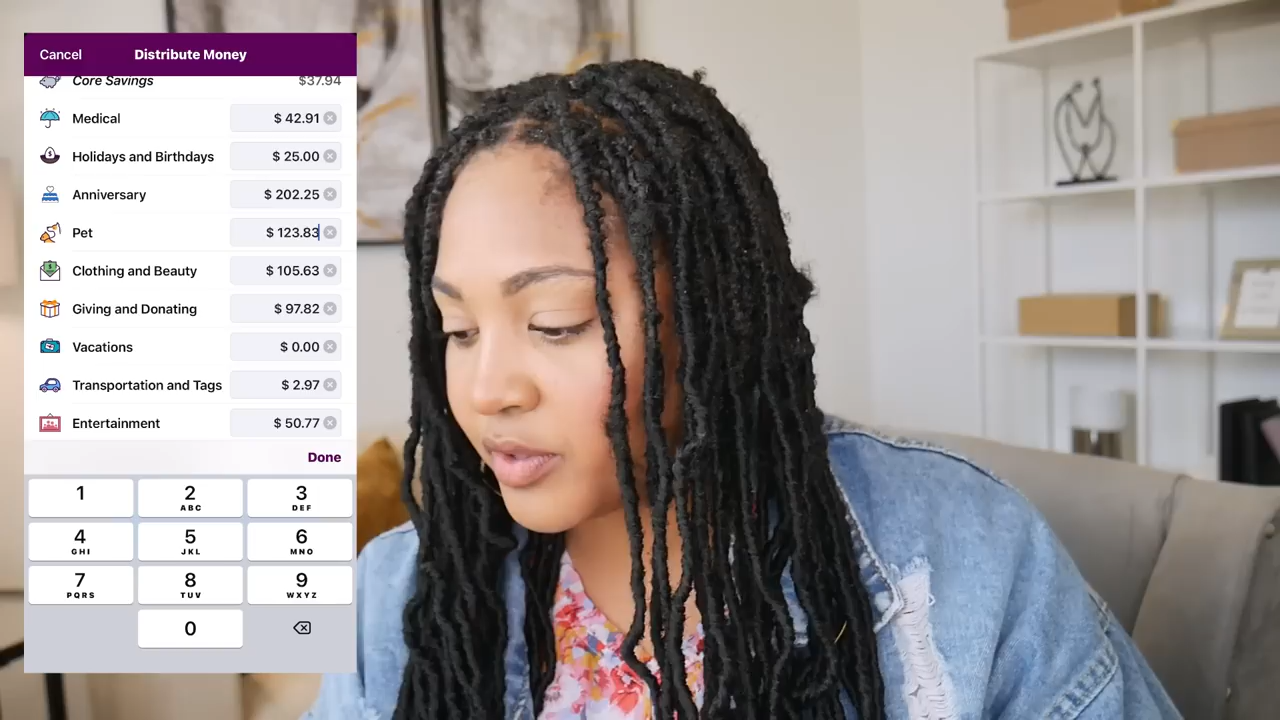 Cancel Distribute Money
Core Savings $37.94
Medical $ 42.91
Holidays and Birthdays $ 25.00
Anniversary $ 202.25
Pet $ 123.83
Clothing and Beauty $ 105.63
Giving and Donating $ 97.82
Vacations $ 0.00
Transportation and Tags $ 2.97
Entertainment $ 50.77
Done
1 2 3
ABC DEF
4 5 6
GHI JKL MNO
7 8 9
PQRS TUV WXYZ
0